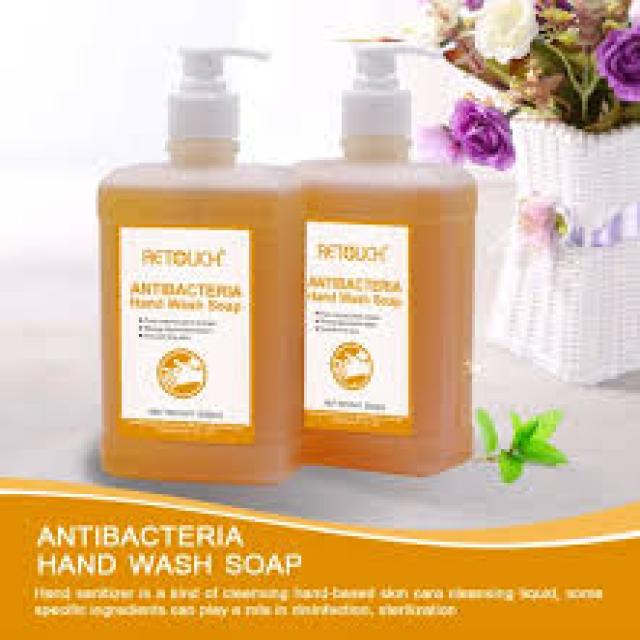 RETOUCH
ANTIBACTERIA
Hand Wash Soap
RETOUCH
ANTIBACTERIA
Hand Wash Soap
ANTIBACTERIA
HAND WASH SOAP
Hand sanitizer is a kind of cleansing hand-based skin care cleansing liquid, some
specific ingredients can play a role in disinfection, sterilization